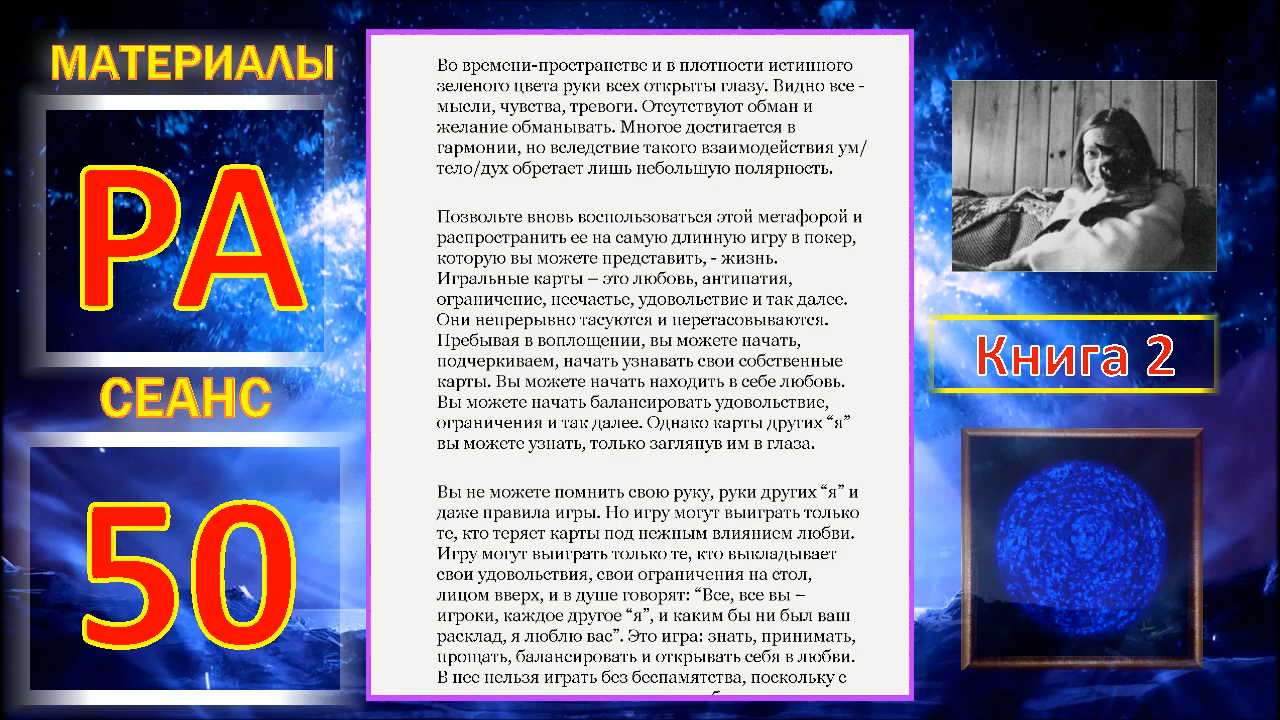 МАТЕРИАЛЫ
РА
СЕАНС
50
Во времени-пространстве и в плотности истинного
зеленого цвета руки всех открыты глазу. Видно все -
мысли, чувства, тревоги. Отсутствуют обман и
желание обманывать. Многое достигается в
гармонии, но вследствие такого взаимодействия ум/
тело/дух обретает лишь небольшую полярность.
Позвольте вновь воспользоваться этой метафорой и
распространить ее на самую длинную игру в покер,
которую вы можете представить, - жизнь.
Игральные карты – это любовь, антипатия,
ограничение, несчастье, удовольствие и так далее.
Они непрерывно тасуются и перетасовываются.
Пребывая в воплощении, вы можете начать,
подчеркиваем, начать узнавать свои собственные
карты. Вы можете начать находить в себе любовь.
Вы можете начать балансировать удовольствие,
ограничения и так далее. Однако карты других “я”
вы можете узнать, только заглянув им в глаза.
Вы не можете помнить свою руку, руки других “я” и
даже правила игры. Но игру могут выиграть только
те, кто теряет карты под нежным влиянием любви.
Игру могут выиграть только те, кто выкладывает
свои удовольствия, свои ограничения на стол,
лицом вверх, и в душе говорят: “Все, все вы –
игроки, каждое другое “я”, и каким бы ни был ваш
расклад, я люблю вас”. Это игра: знать, принимать,
прощать, балансировать и открывать себя в любви.
В нее нельзя играть без беспамятства, поскольку с
Книга 2